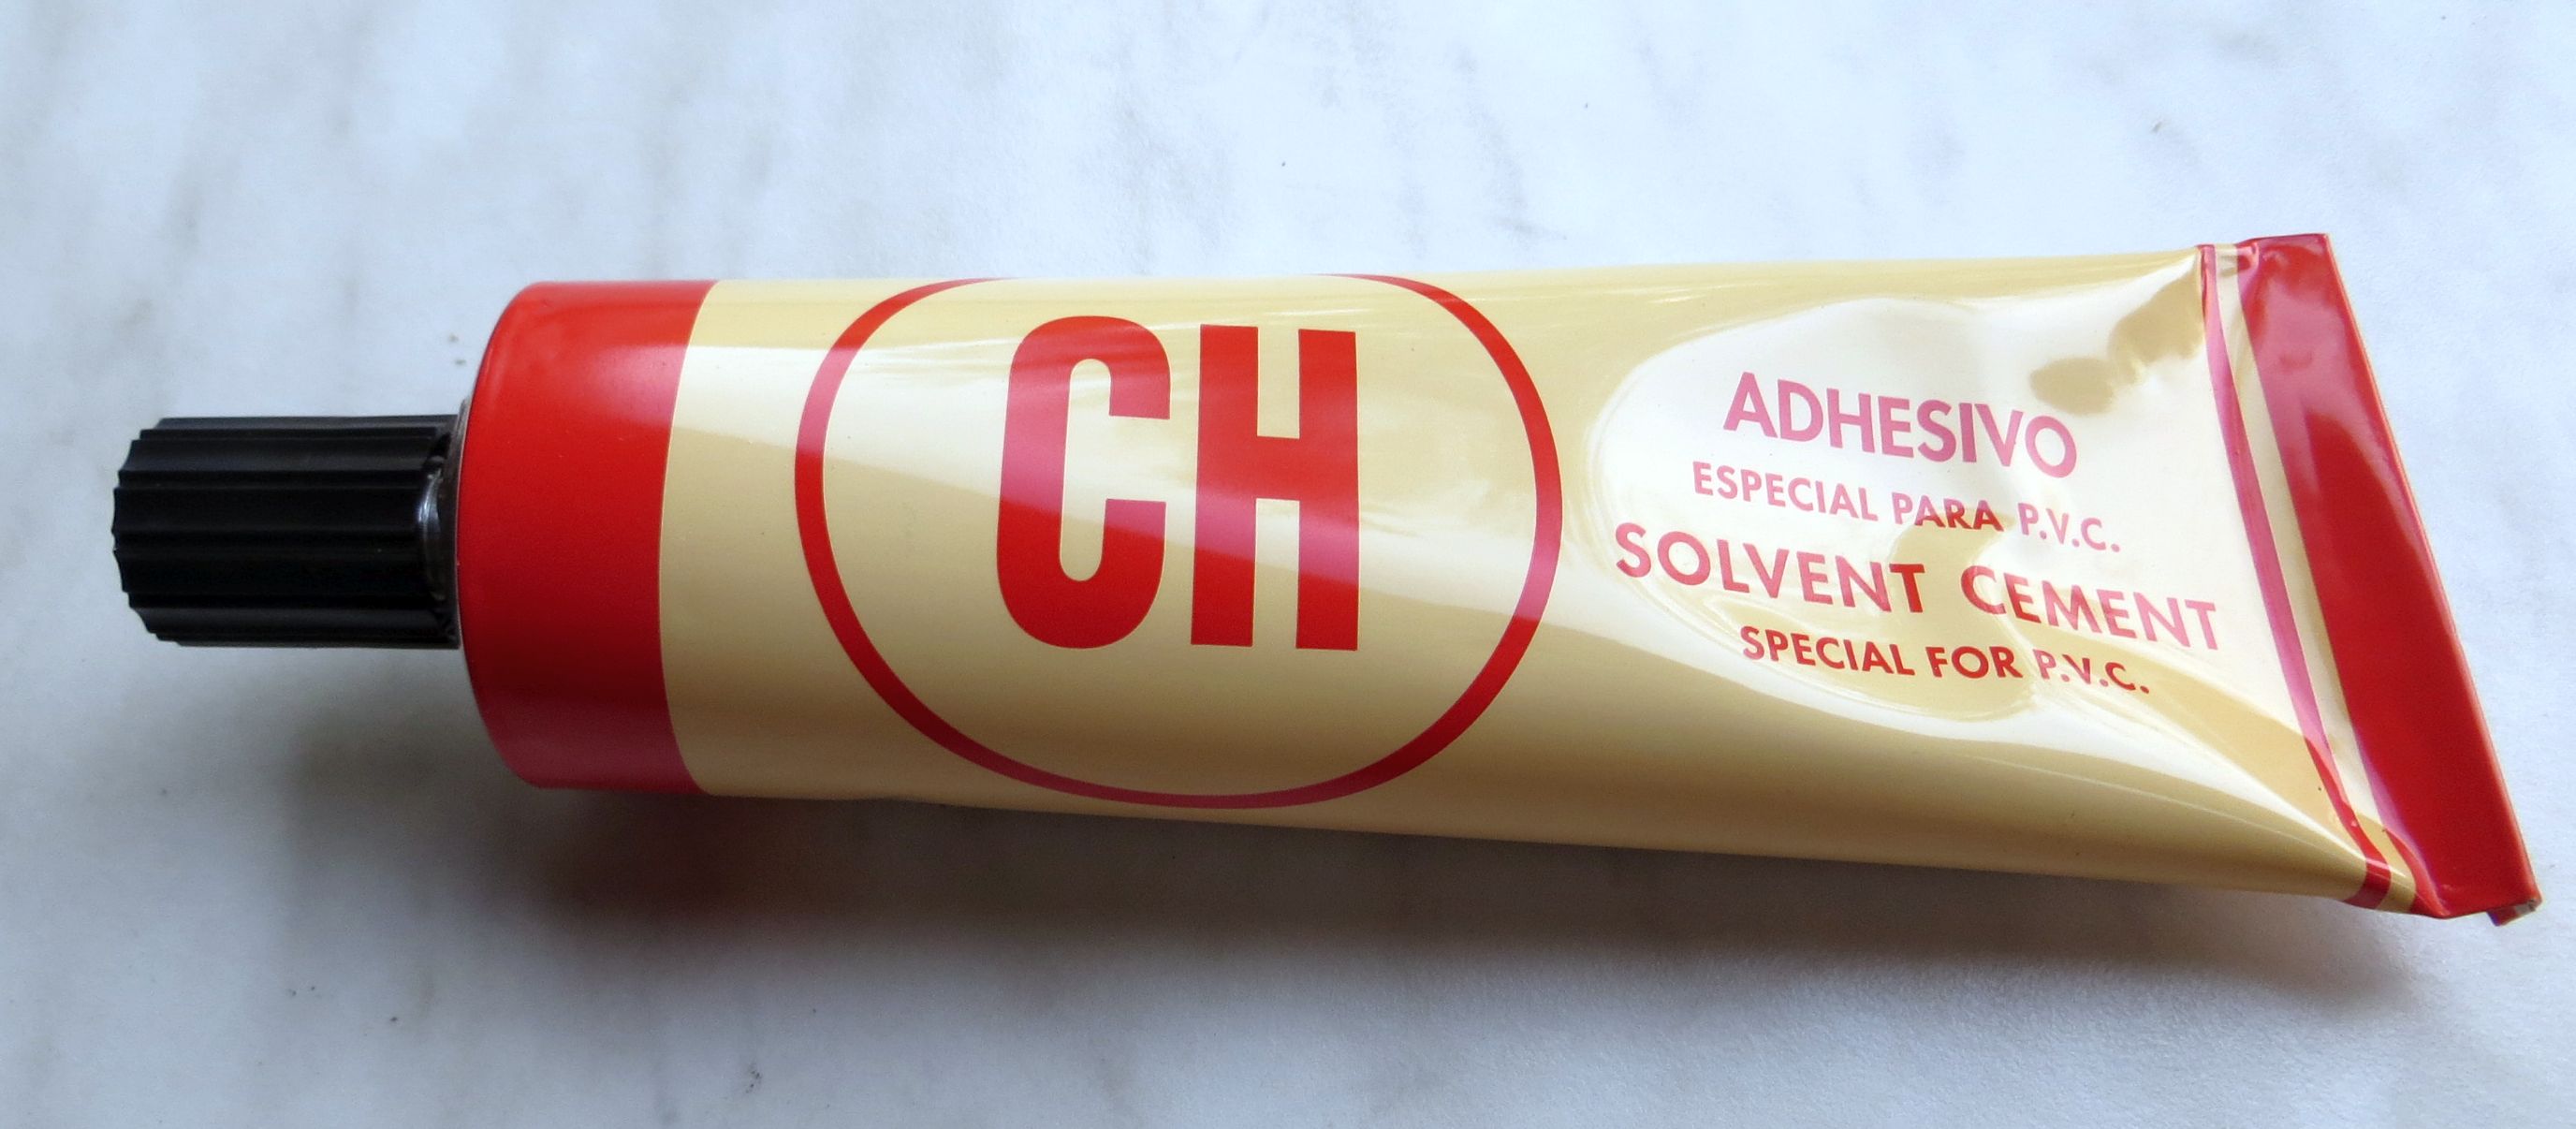 CH
ADHESIVO
ESPECIAL PARA P.V.C.
SOLVENT CEMENT
SPECIAL FOR P.V.C.